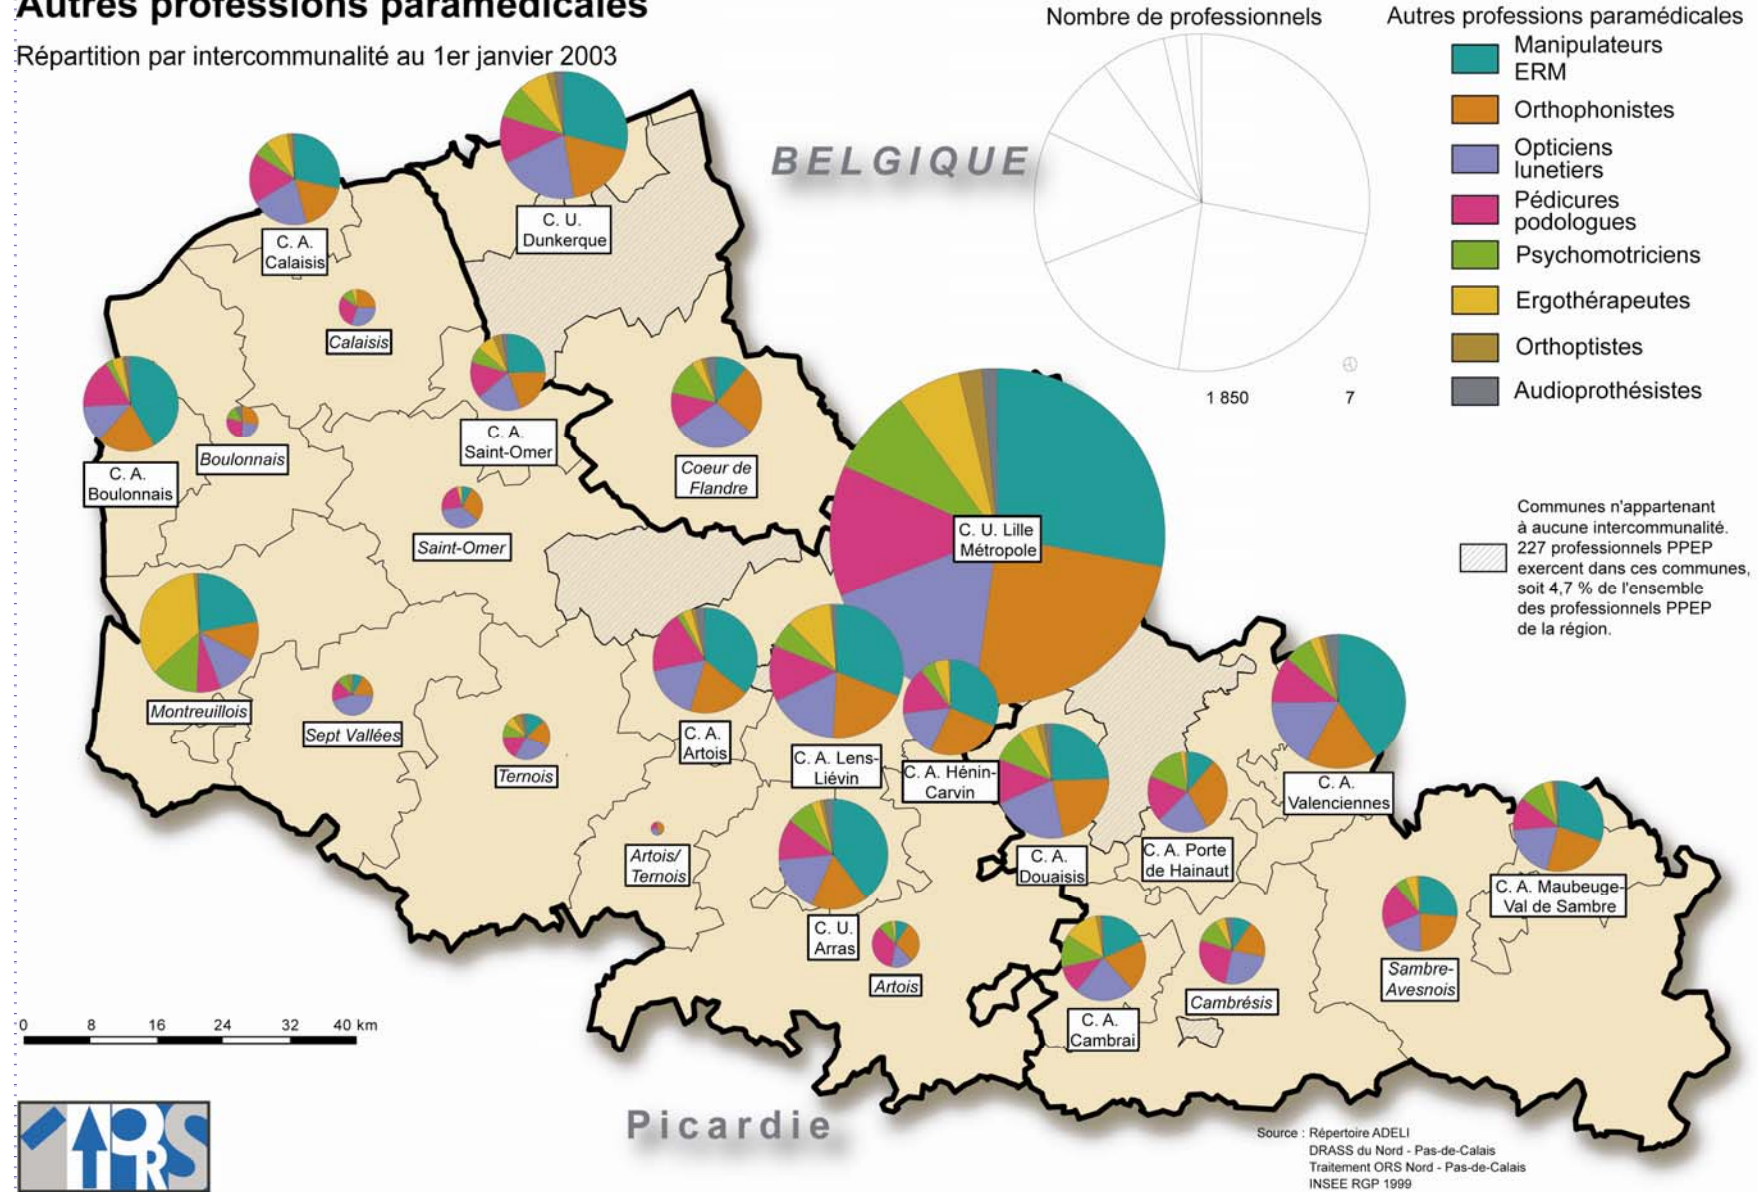 Autres professions paramédicales
Répartition par intercommunalité au 1er janvier 2003
Nombre de professionnels
1 850
7
Autres professions paramédicales
Manipulateurs
ERM
Orthophonistes
Opticiens
lunetiers
Pédicures
podologues
Psychomotriciens
Ergothérapeutes
Orthoptistes
Audioprothésistes
Communes n'appartenant
à aucune intercommunalité.
227 professionnels PPEP
exercent dans ces communes,
soit 4,7 % de l'ensemble
des professionnels PPEP
de la région.
BELGIQUE
C. U.
Dunkerque
C. A.
Calaisis
Calaisis
C. A.
Boulonnais
Boulonnais
C. A.
Saint-Omer
Saint-Omer
Coeur de
Flandre
C. U. Lille
Métropole
Montreuillois
Sept Vallées
Ternois
C. A.
Artois
C. A. Lens-
Liévin
C. A. Hénin-
Carvin
C. A.
Douaisis
C. A. Porte
de Hainaut
C. A.
Valenciennes
C. A. Maubeuge-
Val de Sambre
Artois/
Ternois
C. U.
Arras
Artois
C. A.
Cambrai
Cambrésis
Sambre-
Avesnois
0 8 16 24 32 40 km
Picardie
ORS
Source : Répertoire ADELI
DRASS du Nord - Pas-de-Calais
Traitement ORS Nord - Pas-de-Calais
INSEE RGP 1999